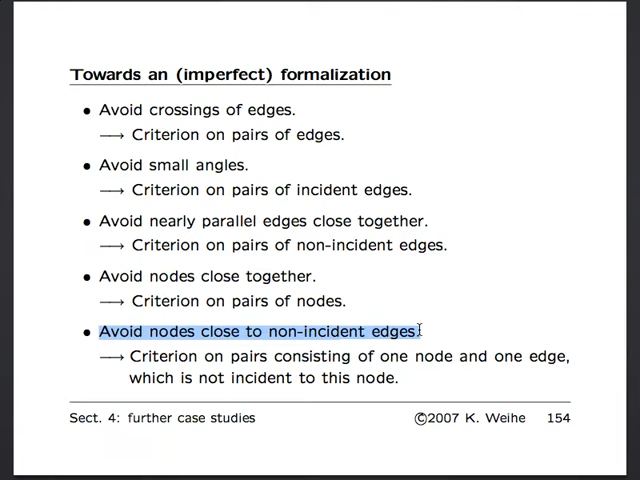 Towards an (imperfect) formalization
• Avoid crossings of edges.
⟶ Criterion on pairs of edges.
• Avoid small angles.
⟶ Criterion on pairs of incident edges.
• Avoid nearly parallel edges close together.
⟶ Criterion on pairs of non-incident edges.
• Avoid nodes close together.
⟶ Criterion on pairs of nodes.
• Avoid nodes close to non-incident edges.
⟶ Criterion on pairs consisting of one node and one edge,
which is not incident to this node.
Sect. 4: further case studies ©2007 K. Weihe 154